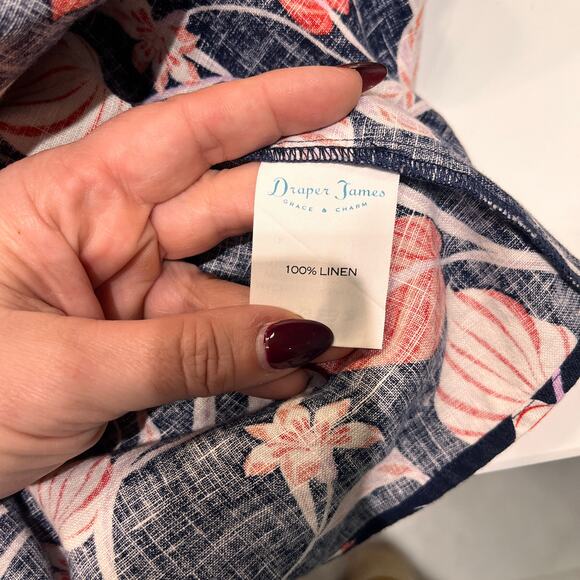 Draper James
GRACE & CHARM
100% LINEN